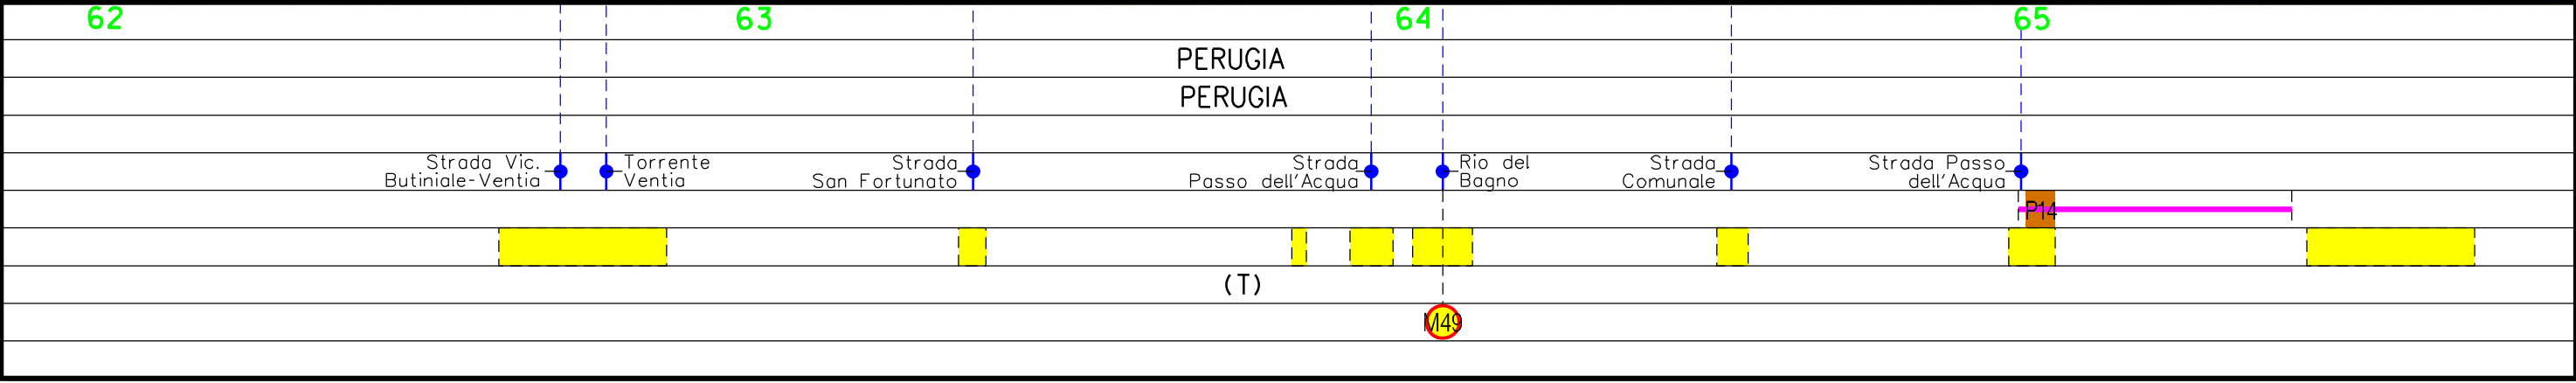 62 63 64 65
PERUGIA
PERUGIA
Strada Vic.
Butiniale-Ventia
Torrente
Ventia
Strada
San Fortunato
Strada
Passo dell'Acqua
Rio del
Bagno
Strada
Comunale
Strada Passo
dell'Acqua
P14
(T)
M49